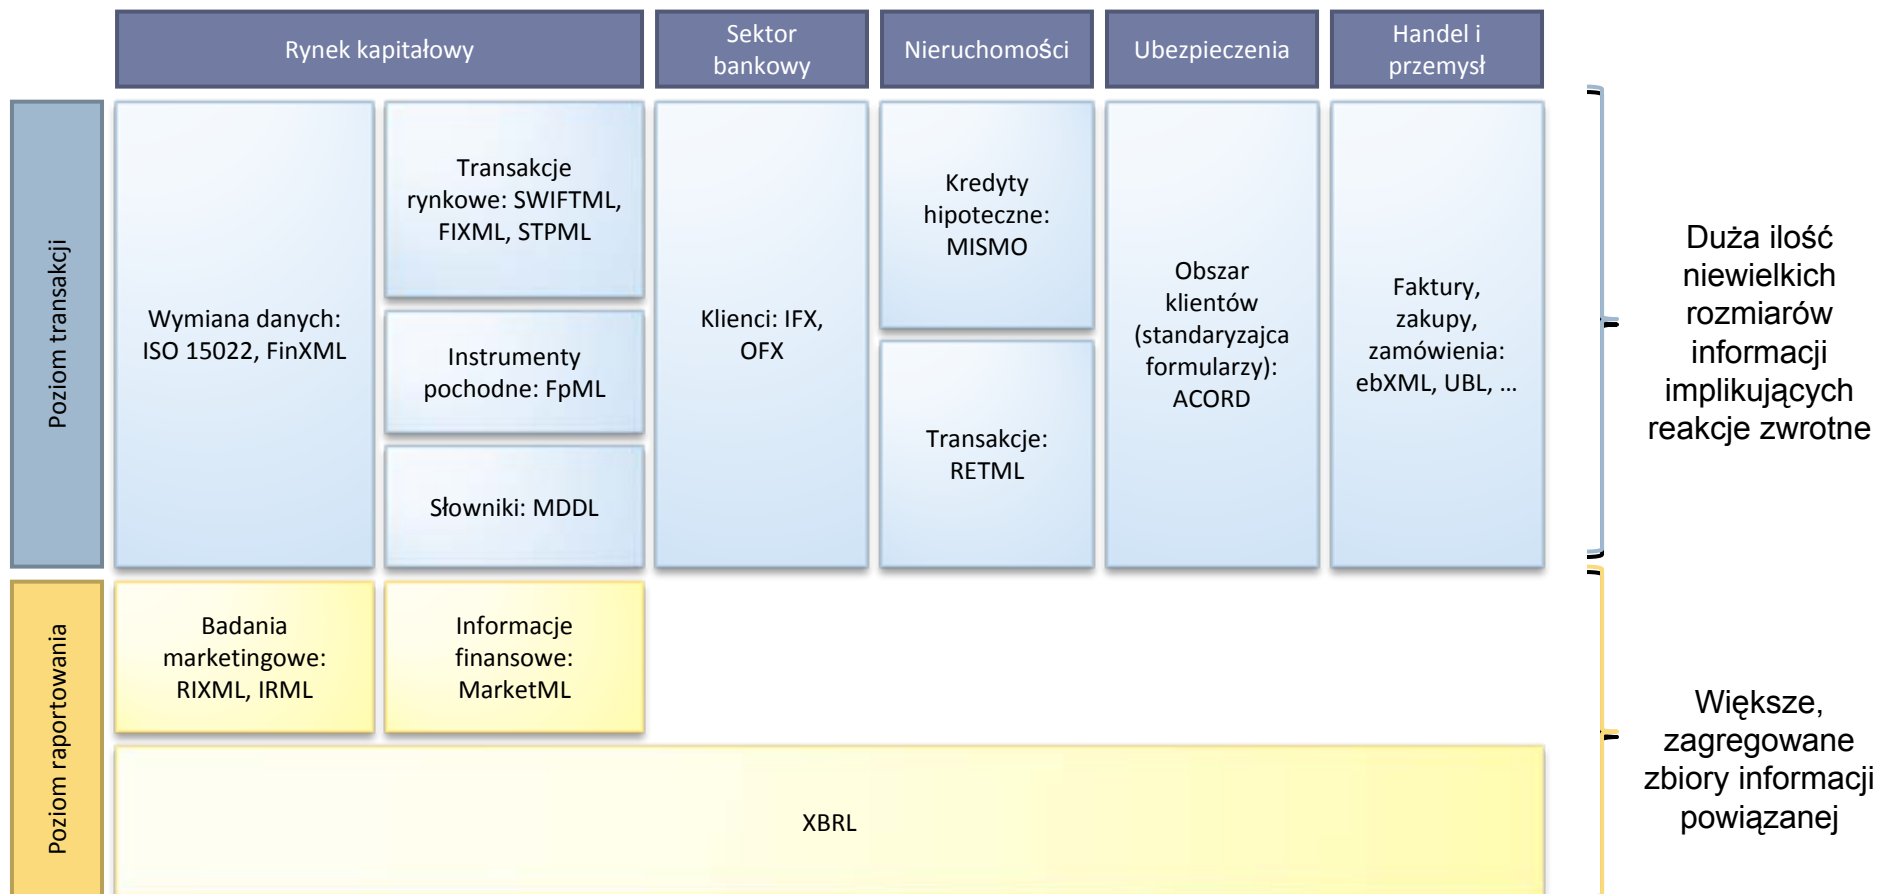 Rynek kapitałowy
Sektor
bankowy
Nieruchomości
Ubezpieczenia
Handel i
przemysł
Poziom transakcji
Wymiana danych:
ISO 15022, FinXML
Transakcje
rynkowe: SWIFTML,
FIXML, STPML
Instrumenty
pochodne: FpML
Słowniki: MDDL
Klienci: IFX,
OFX
Kredyty
hipoteczne:
MISMO
Transakcje:
RETML
Obszar
klientów
(standaryzajca
formularzy):
ACORD
Faktury,
zakupy,
zamówienia:
ebXML, UBL, ...
Duża ilość
niewielkich
rozmiarów
informacji
implikujących
reakcje zwrotne
Poziom raportowania
Badania
marketingowe:
RIXML, IRML
Informacje
finansowe:
MarketML
XBRL
Większe,
zagregowane
zbiory informacji
powiązanej